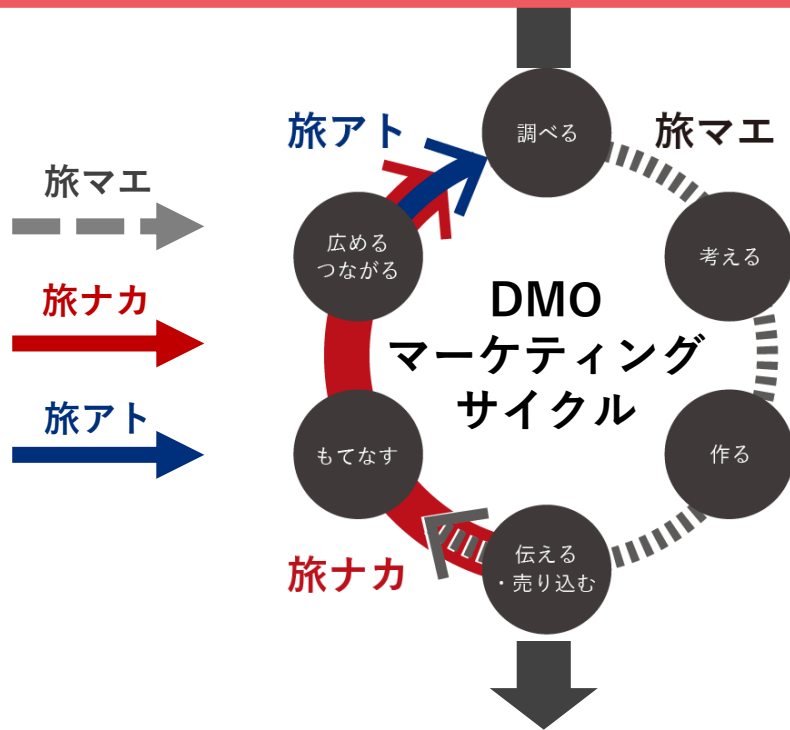 旅マエ
旅ナカ
旅アト
旅アト
旅マエ
調べる
考える
作る
伝える
・売り込む
もてなす
広める
つながる
旅ナカ
DMO
マーケティング
サイクル